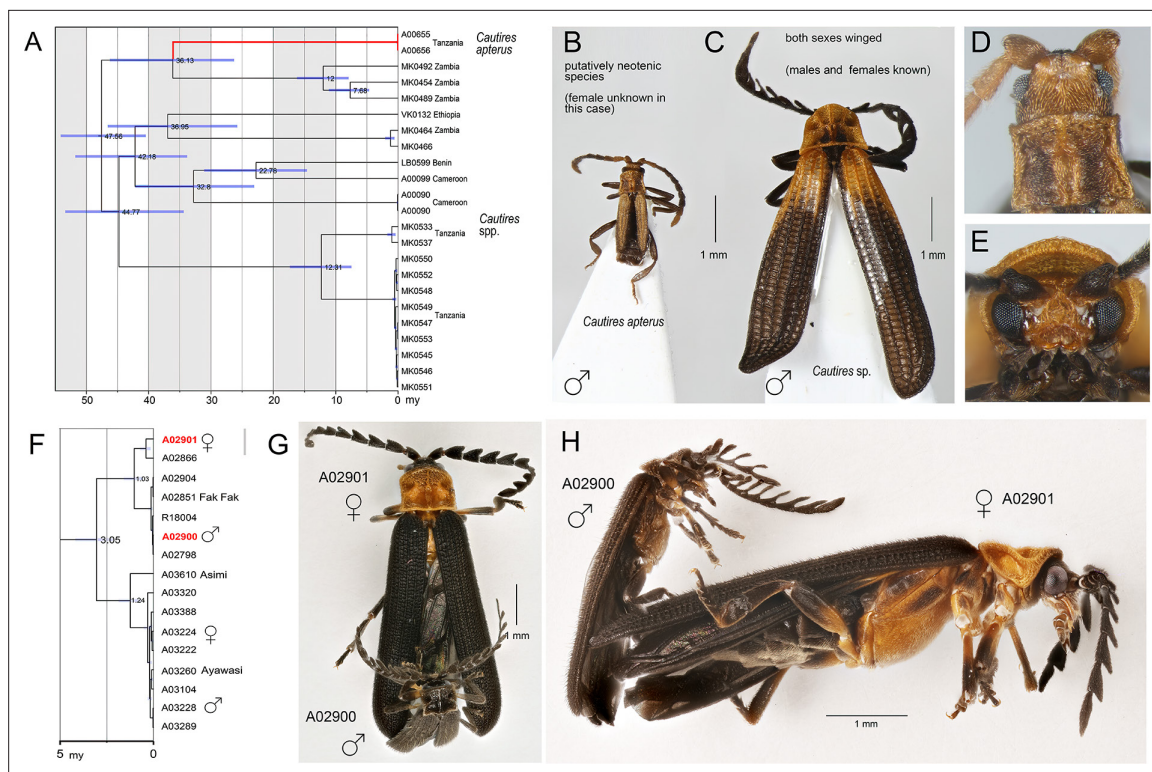 A
A00655
Tanzania
A00656
Cautires
apterus
36.13
MK0492 Zambia
12
MK0454 Zambia
7.68
MK0489 Zambia
VK0132 Ethiopia
36.95
MK0464 Zambia
47.56
MK0466
42.18
LB0599 Benin
22.78
A00099 Cameroon
32.8
A00090
Cameroon
A00090
44.77
Cautires
spp.
MK0533
Tanzania
MK0537
MK0550
12.31
MK0552
MK0548
MK0549
Tanzania
MK0547
MK0553
MK0545
MK0546
MK0551
50
40
30
20
10
0
my
B
putatively neotenic
species
(female unknown in
this case)
1 mm
Cautires apterus
♂
C
both sexes winged
(males and females known)
1 mm
Cautires sp.
♂
D
E
F
A02901 ♀
A02866
A02904
1.03
A02851 Fak Fak
R18004
A02900 ♂
3.05
A02798
A03610 Asimi
1.24
A03320
A03388
A03224 ♀
A03222
A03260 Ayawasi
A03104
A03228 ♂
A03289
5
my
0
G
A02901
♀
1 mm
A02900
♂
H
A02900
♂
♀ A02901
1 mm